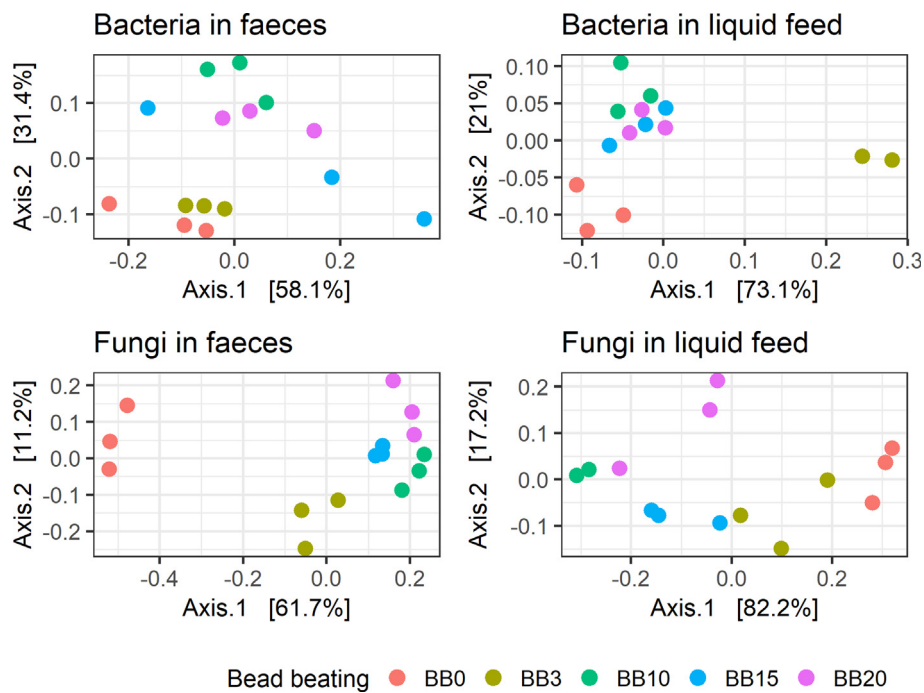 Bacteria in faeces
Axis.2 [31.4%]
0.1
0.0
-0.1
-0.2 0.0 0.2
Axis.1 [58.1%]
Bacteria in liquid feed
Axis.2 [21%]
0.10
0.05
0.00
-0.05
-0.10
-0.1 0.0 0.1 0.2 0.3
Axis.1 [73.1%]
Fungi in faeces
Axis.2 [11.2%]
0.2
0.1
0.0
-0.1
-0.2
-0.4 -0.2 0.0 0.2
Axis.1 [61.7%]
Fungi in liquid feed
Axis.2 [17.2%]
0.2
0.1
0.0
-0.1
-0.2 0.0 0.2
Axis.1 [82.2%]
Bead beating BB0 BB3 BB10 BB15 BB20